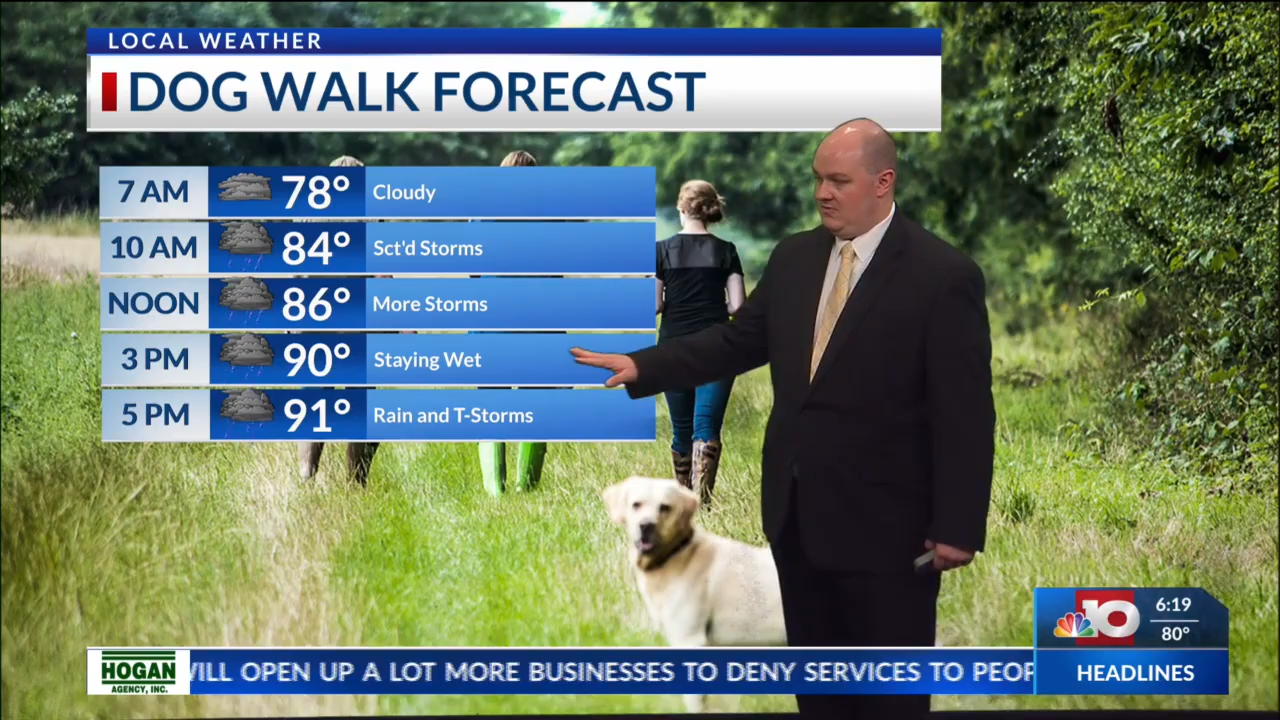 LOCAL WEATHER
DOG WALK FORECAST
7 AM 78° Cloudy
10 AM 84° Sct'd Storms
NOON 86° More Storms
3 PM 90° Staying Wet
5 PM 91° Rain and T-Storms
10 6:19
80°
HOGAN
AGENCY, INC.
WILL OPEN UP A LOT MORE BUSINESSES TO DENY SERVICES TO PEOP
HEADLINES